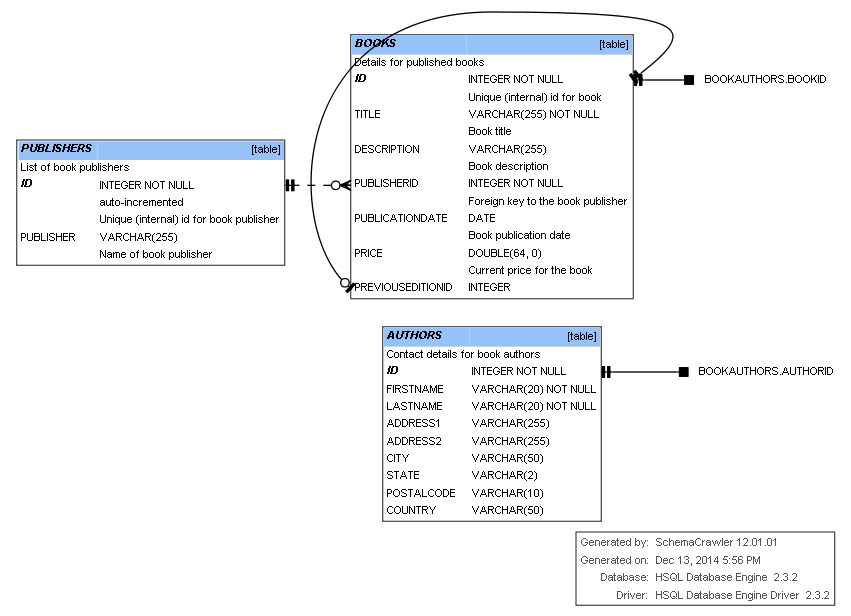 BOOKS [table]
Details for published books
ID INTEGER NOT NULL
Unique (internal) id for book
TITLE VARCHAR(255) NOT NULL
Book title
DESCRIPTION VARCHAR(255)
Book description
PUBLISHERID INTEGER NOT NULL
Foreign key to the book publisher
PUBLICATIONDATE DATE
Book publication date
PRICE DOUBLE(64, 0)
Current price for the book
PREVIOUSEDITIONID INTEGER
BOOKAUTHORS.BOOKID
PUBLISHERS [table]
List of book publishers
ID INTEGER NOT NULL
auto-incremented
Unique (internal) id for book publisher
PUBLISHER VARCHAR(255)
Name of book publisher
AUTHORS [table]
Contact details for book authors
ID INTEGER NOT NULL
FIRSTNAME VARCHAR(20) NOT NULL
LASTNAME VARCHAR(20) NOT NULL
ADDRESS1 VARCHAR(255)
ADDRESS2 VARCHAR(255)
CITY VARCHAR(50)
STATE VARCHAR(2)
POSTALCODE VARCHAR(10)
COUNTRY VARCHAR(50)
BOOKAUTHORS.AUTHORID
Generated by: SchemaCrawler 12.01.01
Generated on: Dec 13, 2014 5:56 PM
Database: HSQL Database Engine 2.3.2
Driver: HSQL Database Engine Driver 2.3.2